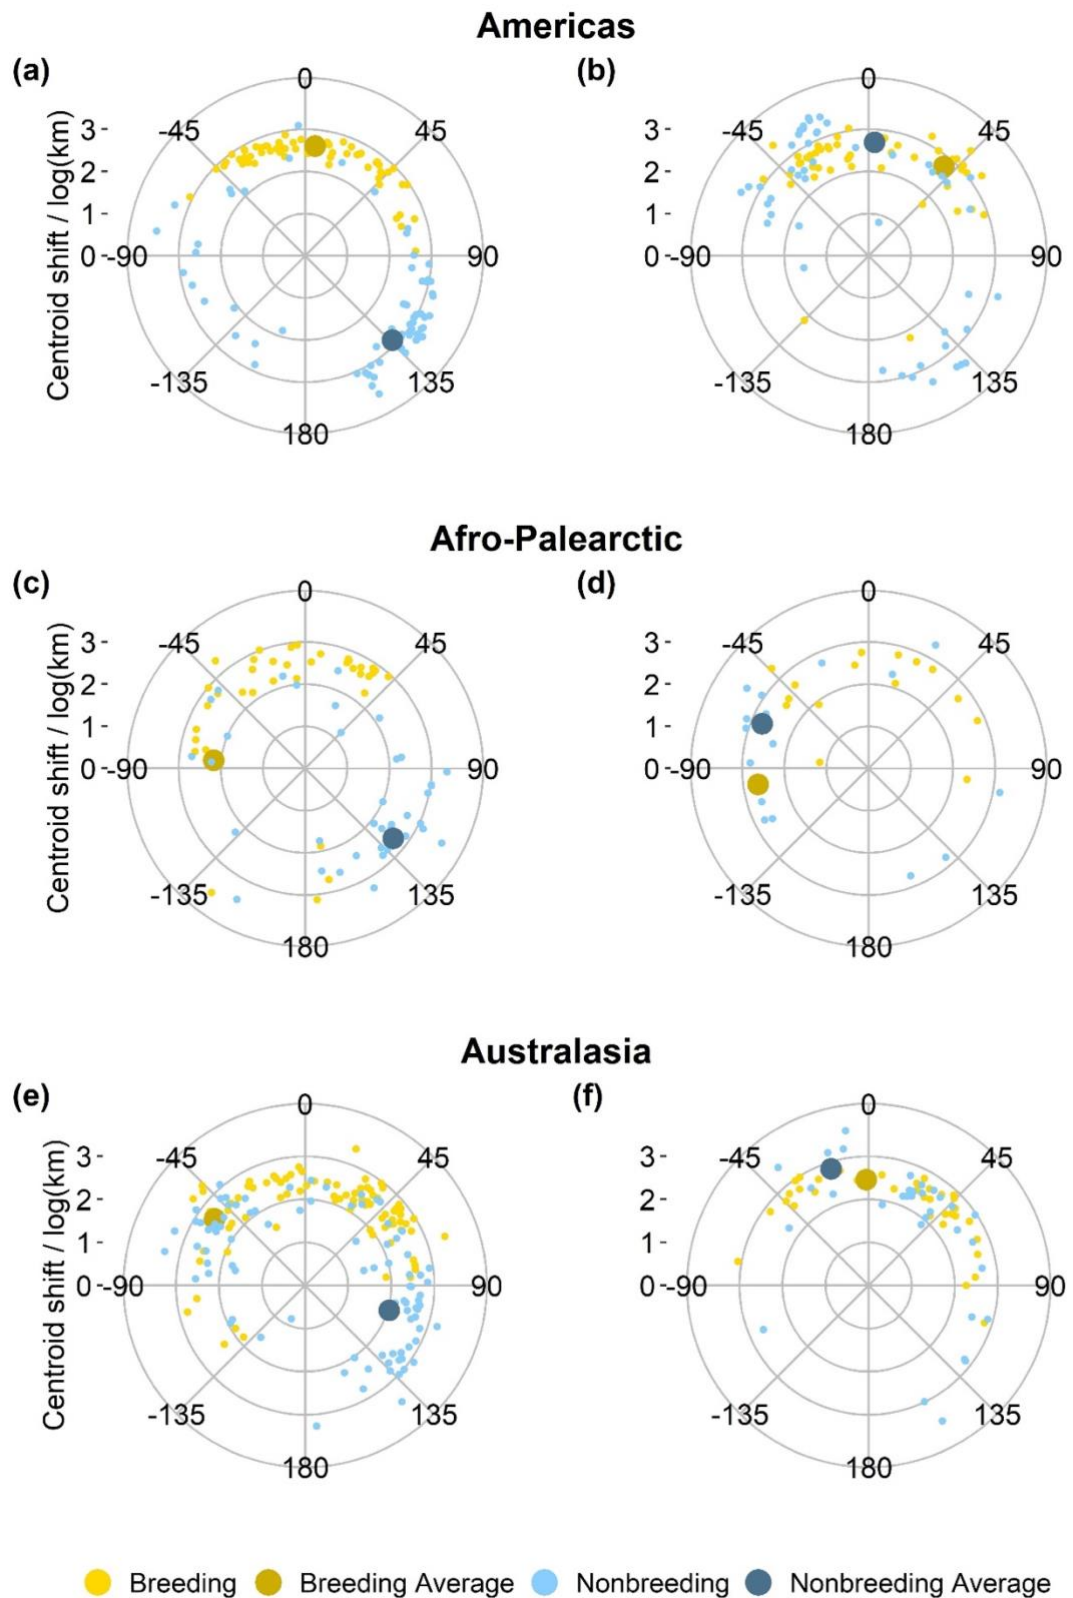 Americas
(a) (b)
0 0
3 - -45 45 3 - -45 45
2 - 2 -
1 - 1 -
0 - -90 90 0 - -90 90
-135 135 -135 135
180 180
Centroid shift / log(km)
Afro-Palearctic
(c) (d)
0 0
3 - -45 45 3 - -45 45
2 - 2 -
1 - 1 -
0 - -90 90 0 - -90 90
-135 135 -135 135
180 180
Centroid shift / log(km)
Australasia
(e) (f)
0 0
3 - -45 45 3 - -45 45
2 - 2 -
1 - 1 -
0 - -90 90 0 - -90 90
-135 135 -135 135
180 180
Centroid shift / log(km)
Breeding Breeding Average Nonbreeding Nonbreeding Average